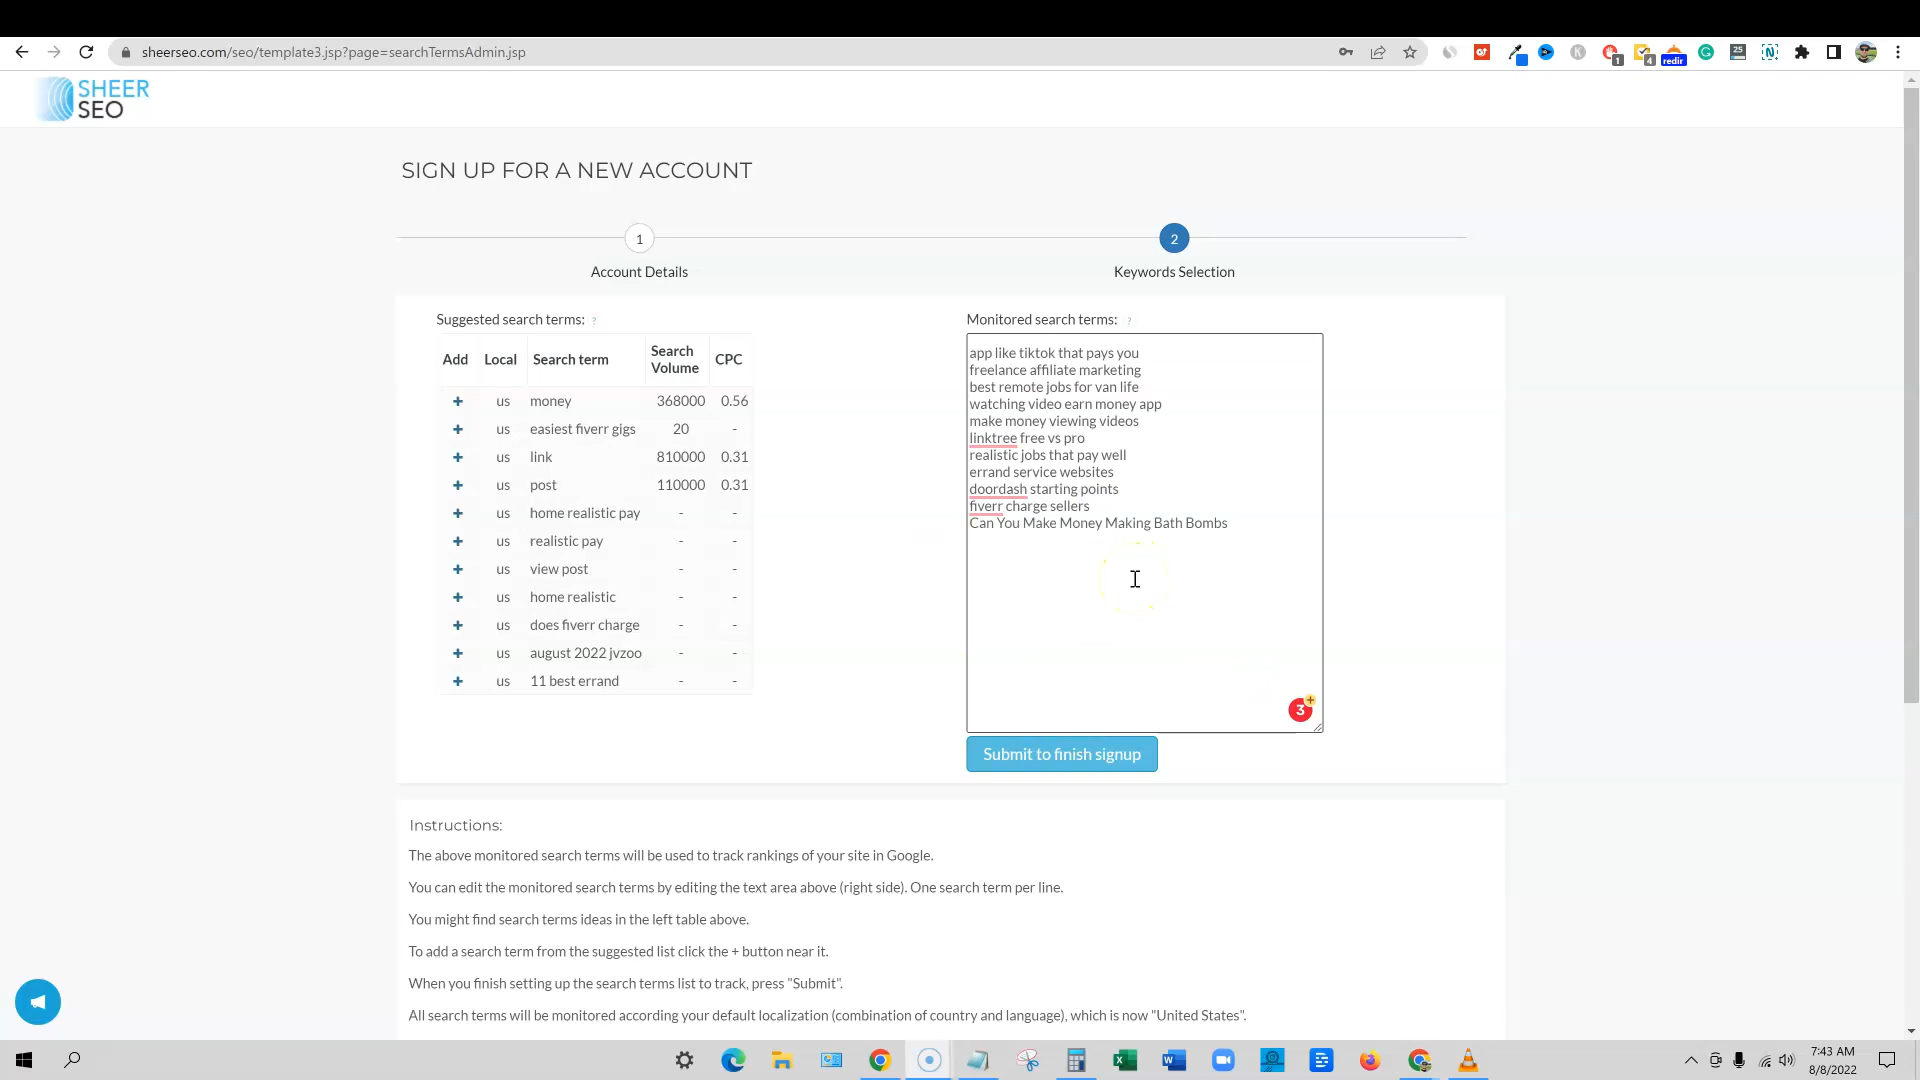 sheerseo.com/seo/template3.jsp?page=searchTermsAdmin.jsp
1
4
redir
25
SHEER
SEO
SIGN UP FOR A NEW ACCOUNT
1
2
Account Details
Keywords Selection
Suggested search terms: ?
Add Local Search term Search Volume CPC
+ us money 368000 0.56
+ us easiest fiverr gigs 20 -
+ us link 810000 0.31
+ us post 110000 0.31
+ us home realistic pay - -
+ us realistic pay - -
+ us view post - -
+ us home realistic - -
+ us does fiverr charge - -
+ us august 2022 jvzoo - -
+ us 11 best errand - -
Monitored search terms: ?
app like tiktok that pays you
freelance affiliate marketing
best remote jobs for van life
watching video earn money app
make money viewing videos
linktree free vs pro
realistic jobs that pay well
errand service websites
doordash starting points
fiverr charge sellers
Can You Make Money Making Bath Bombs
3
Submit to finish signup
Instructions:
The above monitored search terms will be used to track rankings of your site in Google.
You can edit the monitored search terms by editing the text area above (right side). One search term per line.
You might find search terms ideas in the left table above.
To add a search term from the suggested list click the + button near it.
When you finish setting up the search terms list to track, press "Submit".
All search terms will be monitored according your default localization (combination of country and language), which is now "United States".
7:43 AM
8/8/2022